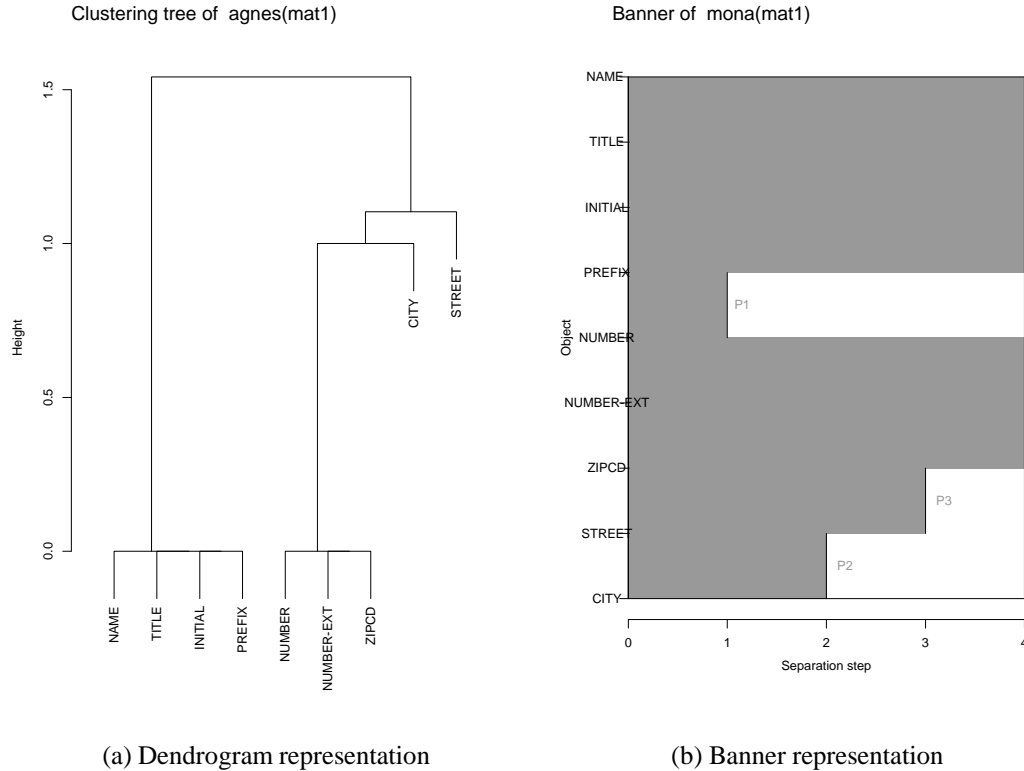 Clustering tree of agnes(mat1)
Height
0.0
0.5
1.0
1.5
NAME
TITLE
INITIAL
PREFIX
NUMBER
NUMBER-EXT
ZIPCD
CITY
STREET
(a) Dendrogram representation
Banner of mona(mat1)
Object
NAME
TITLE
INITIAL
PREFIX
NUMBER
NUMBER-EXT
ZIPCD
STREET
CITY
P1
P3
P2
0 1 2 3 4
Separation step
(b) Banner representation